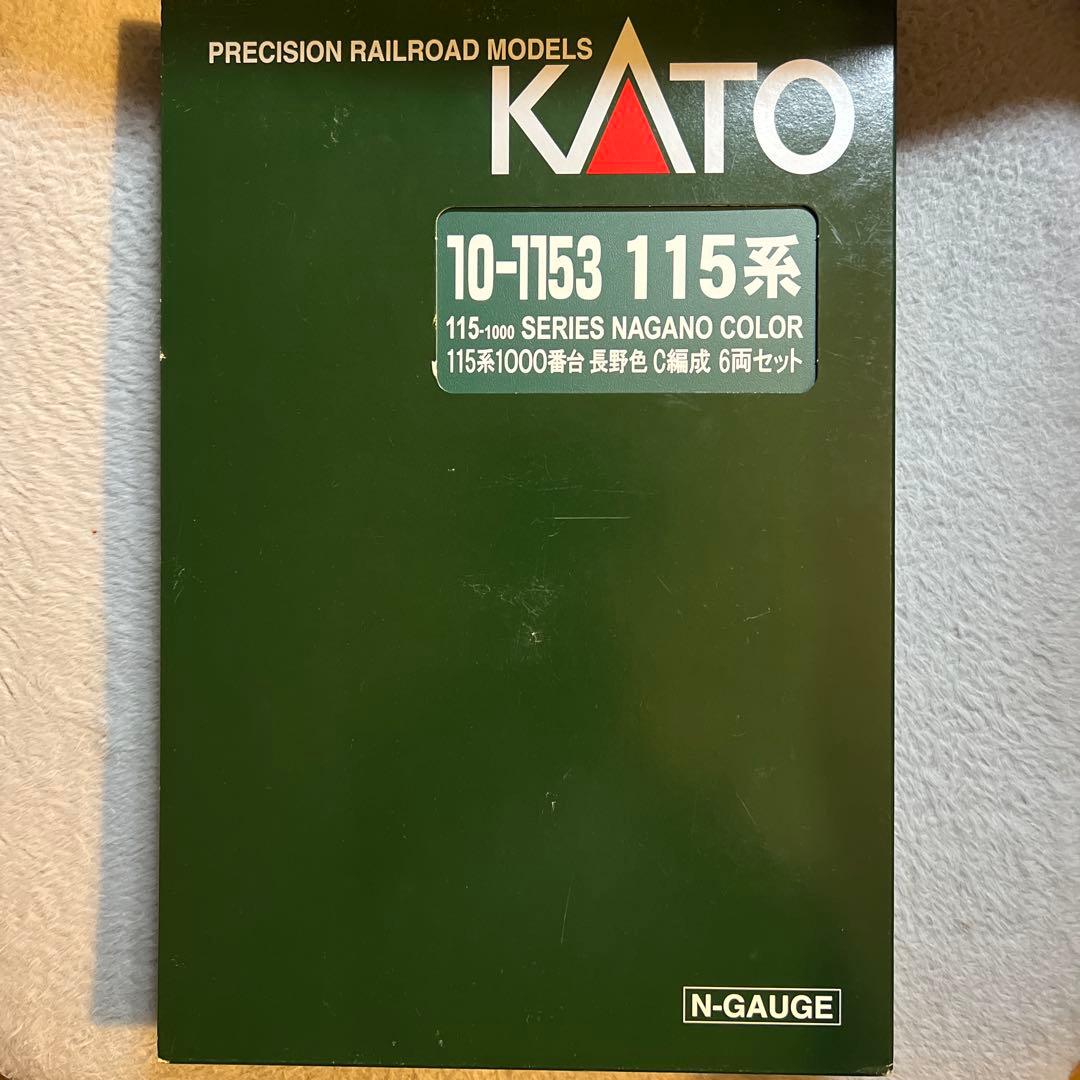 PRECISION RAILROAD MODELS
KATO
10-1153 115系
115-1000 SERIES NAGANO COLOR
115系1000番台 長野色 C編成 6両セット
N-GAUGE